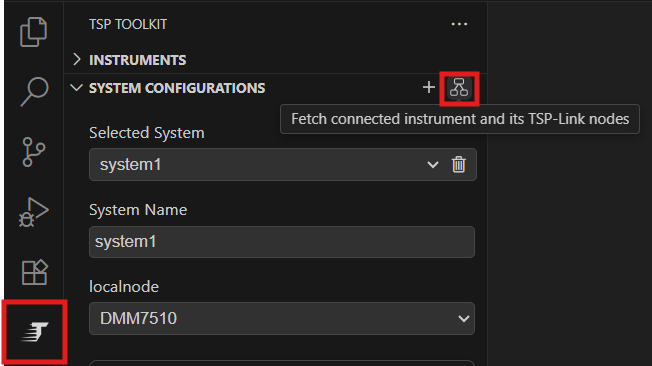 TSP TOOLKIT
INSTRUMENTS
SYSTEM CONFIGURATIONS
Fetch connected instrument and its TSP-Link nodes
Selected System
system1
System Name
system1
localnode
DMM7510